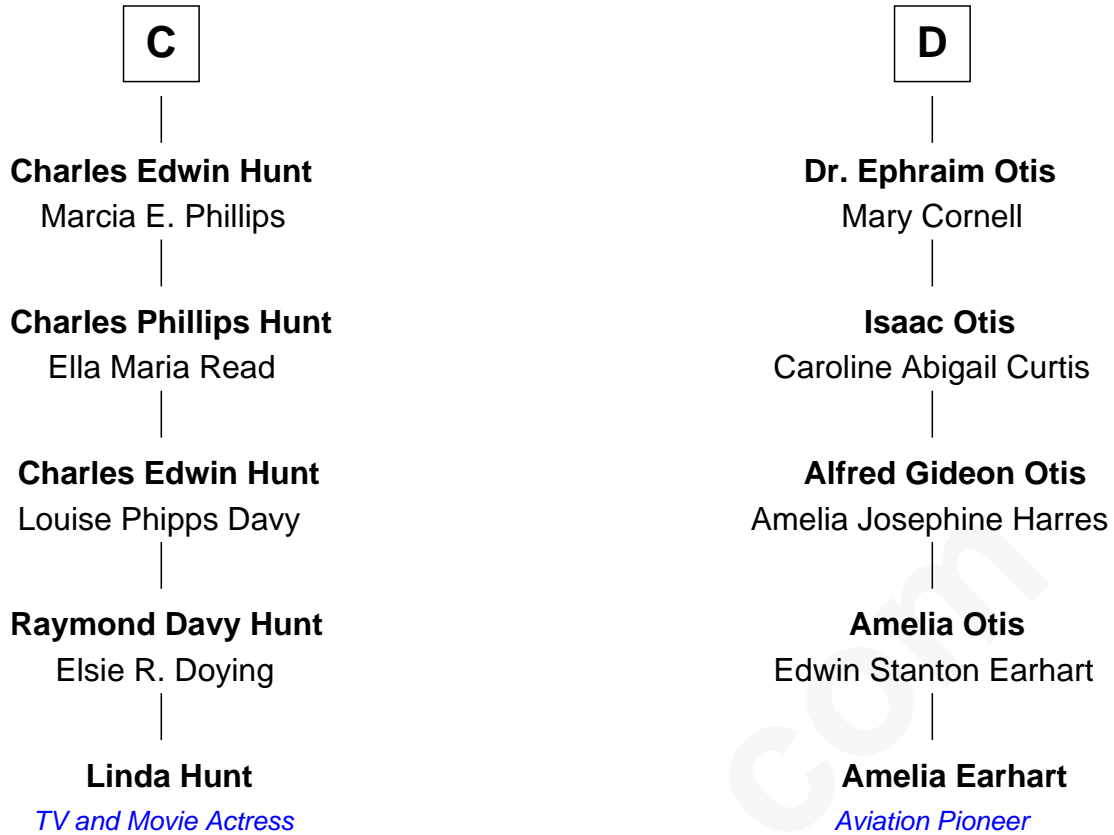 C
Charles Edwin Hunt
Marcia E. Phillips
Charles Phillips Hunt
Ella Maria Read
Charles Edwin Hunt
Louise Phipps Davy
Raymond Davy Hunt
Elsie R. Doying
Linda Hunt
TV and Movie Actress
D
Dr. Ephraim Otis
Mary Cornell
Isaac Otis
Caroline Abigail Curtis
Alfred Gideon Otis
Amelia Josephine Harres
Amelia Otis
Edwin Stanton Earhart
Amelia Earhart
Aviation Pioneer
com